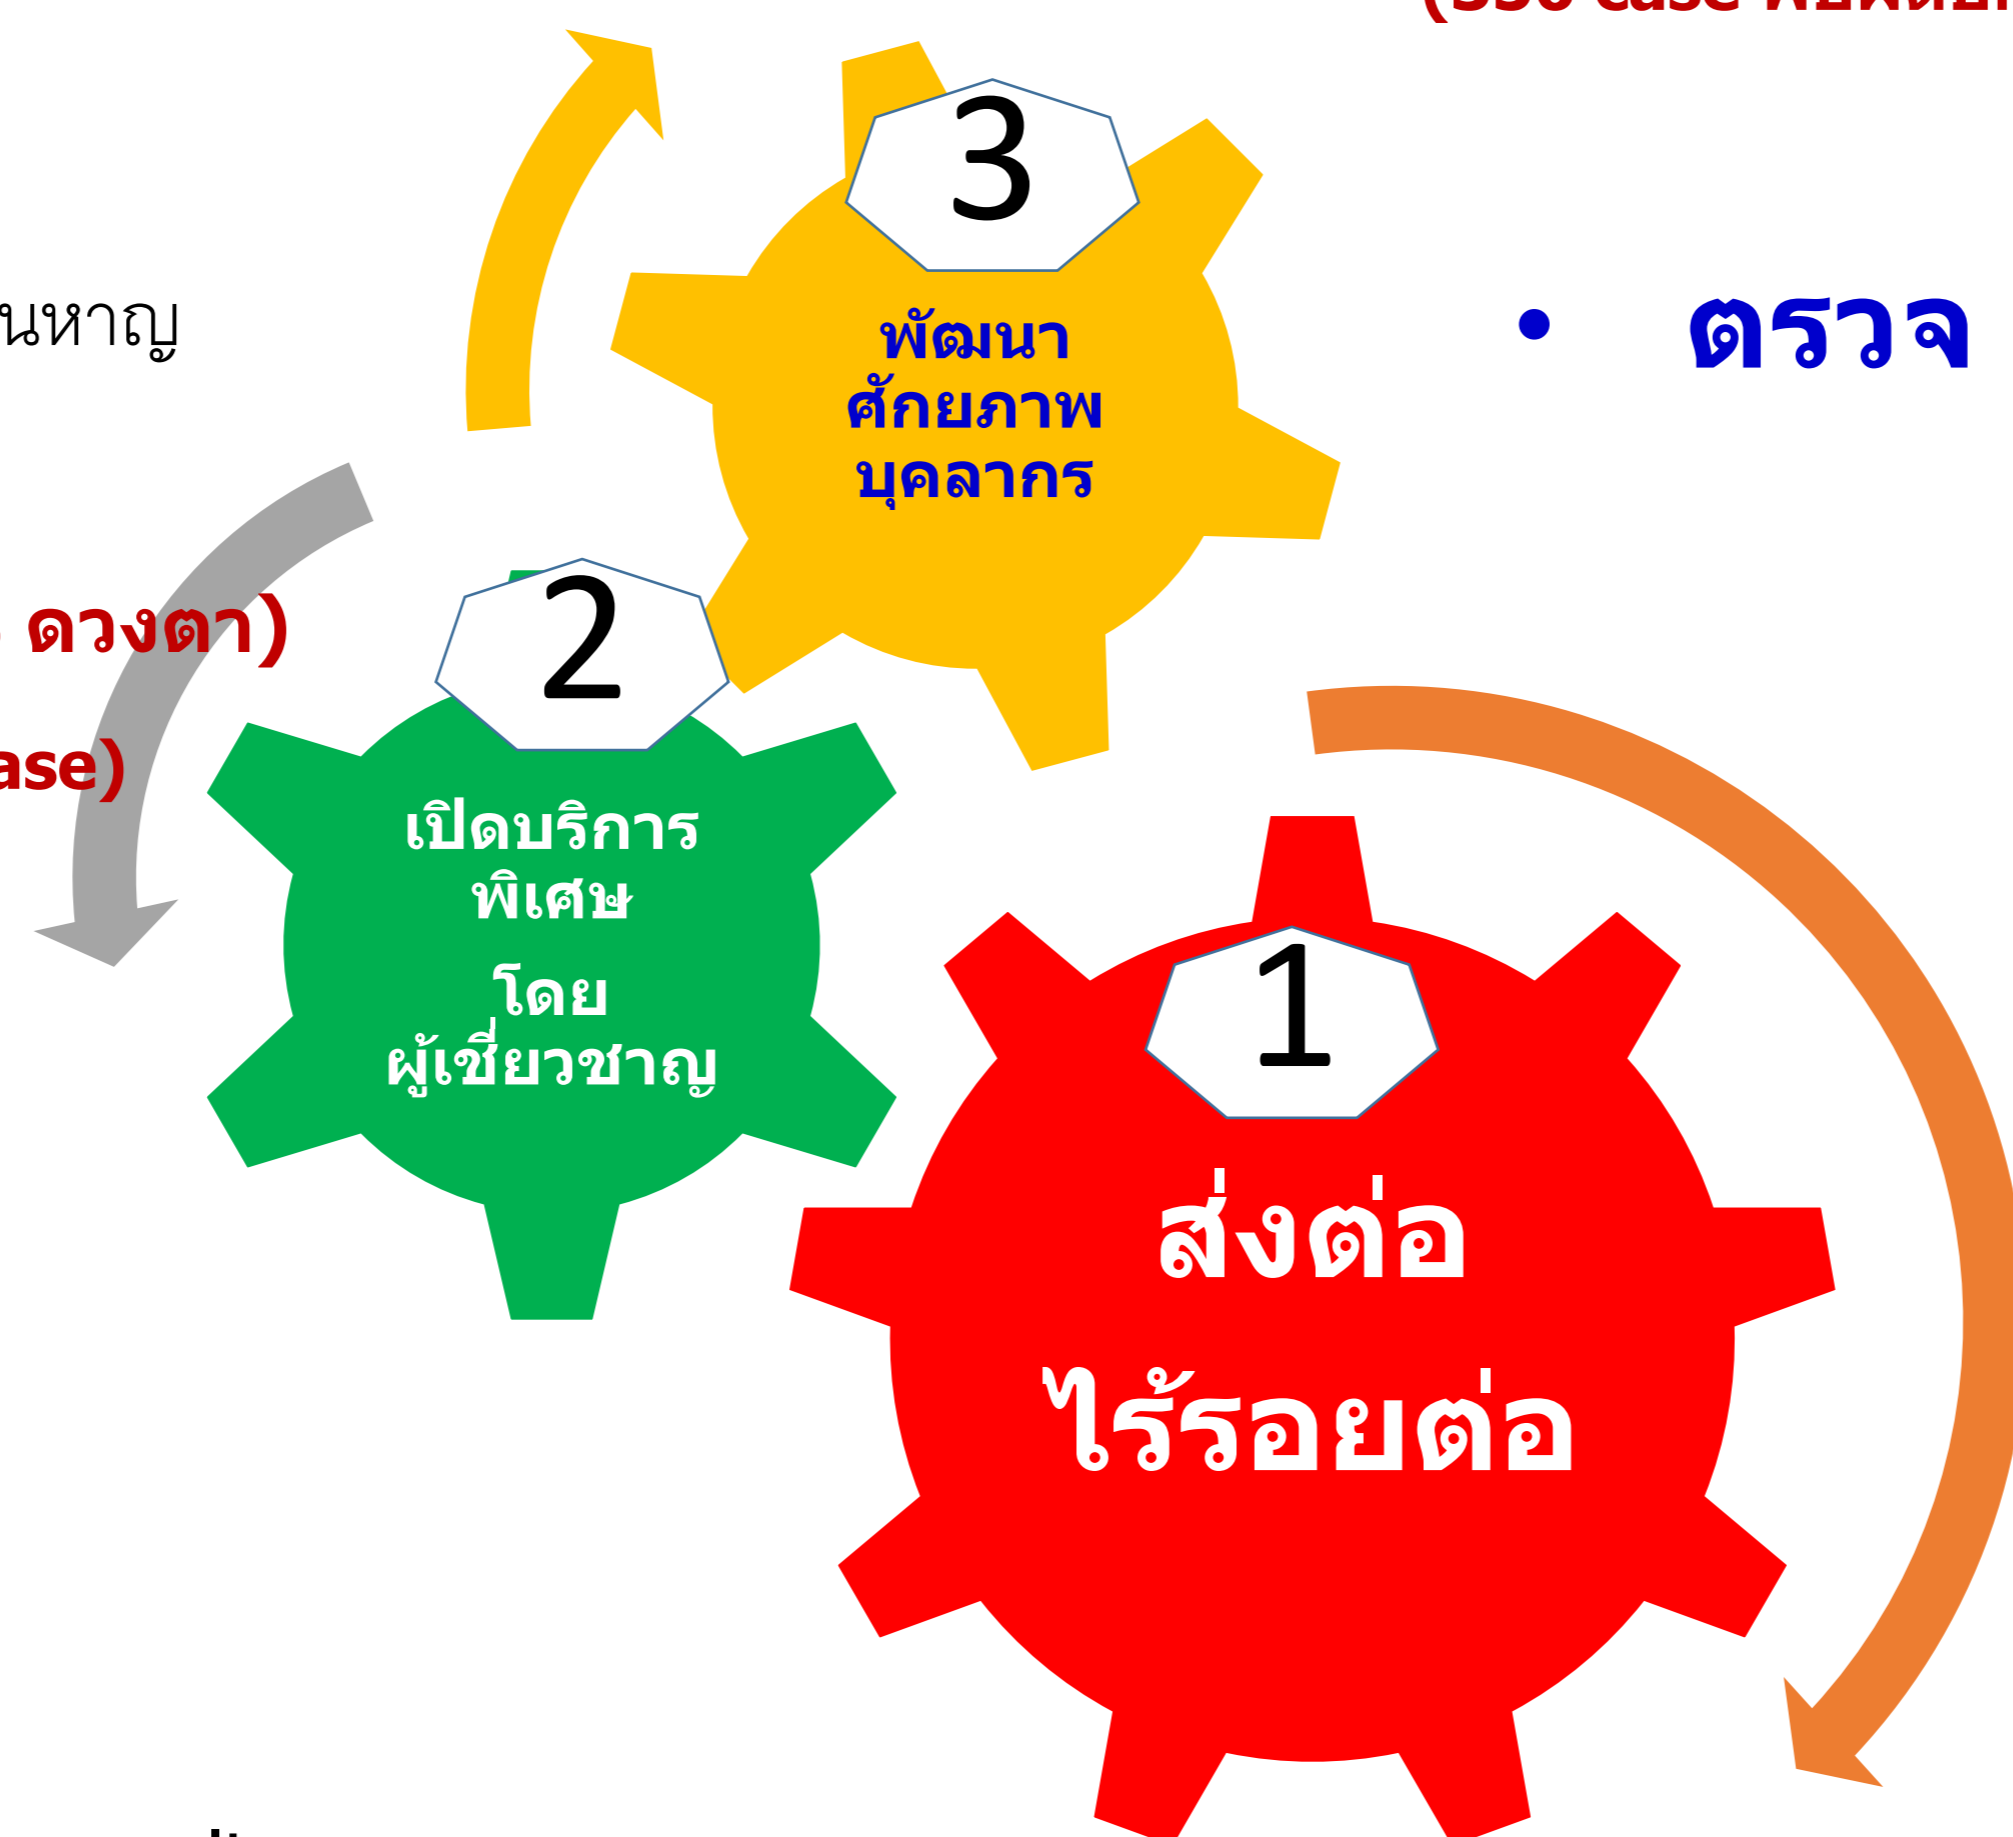 3
นหาญ
พัฒนา
ศักยภาพ
บุคลากร
• ตรวจ
2
ดวงตา)
ase)
เปิดบริการ
พิเศษ
โดย
ผู้เชี่ยวชาญ
1
ส่งต่อ
ไร้รอยต่อ